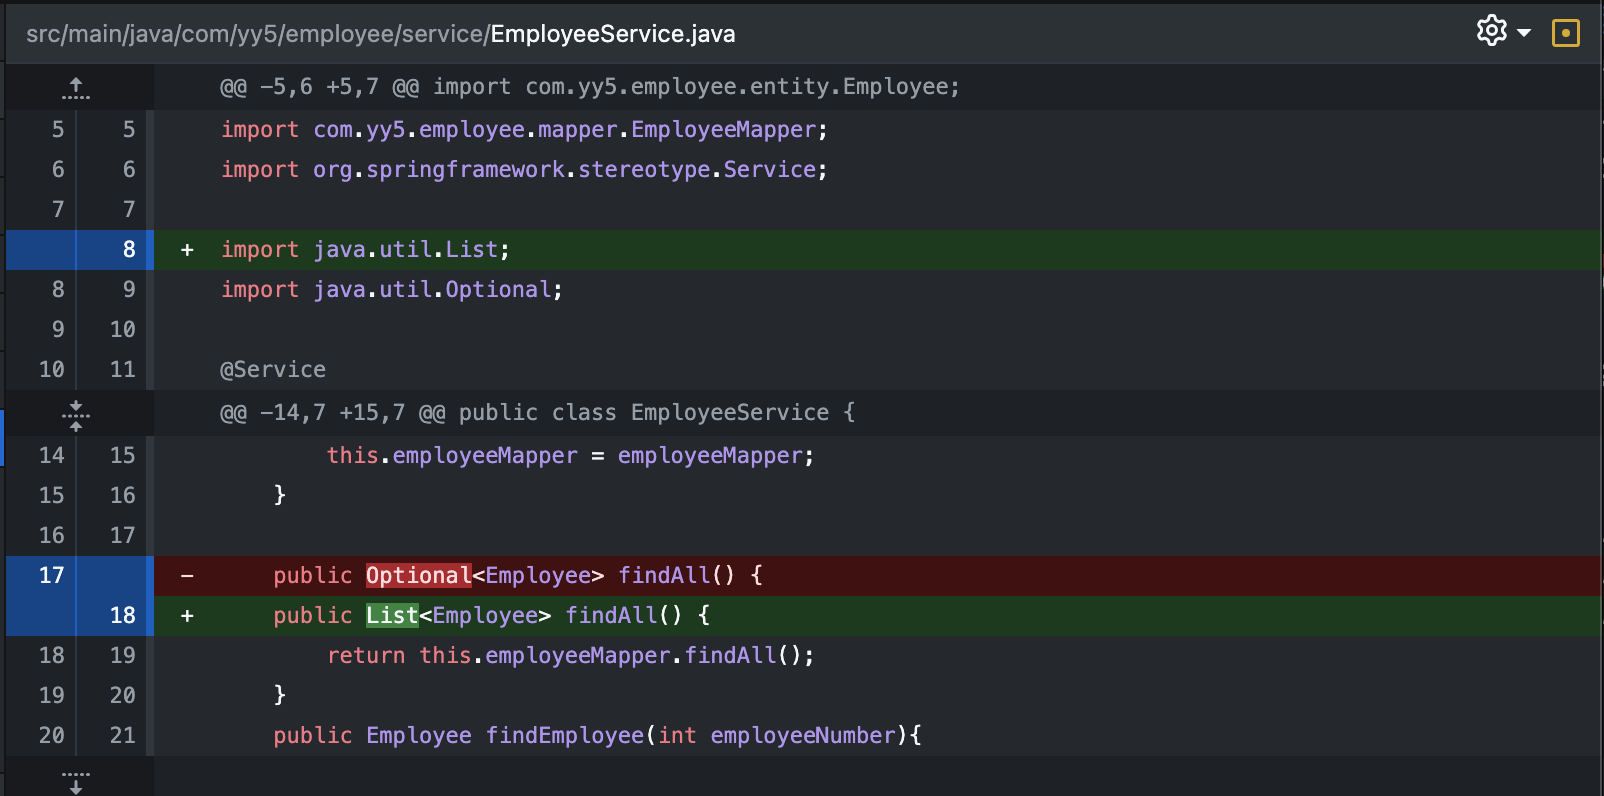 src/main/java/com/yy5/employee/service/EmployeeService.java
@@ -5,6 +5,7 @@ import com.yy5.employee.entity.Employee;
5 5 import com.yy5.employee.mapper.EmployeeMapper;
6 6 import org.springframework.stereotype.Service;
7 7
8 + import java.util.List;
8 9 import java.util.Optional;
9 10
10 11 @Service
@@ -14,7 +15,7 @@ public class EmployeeService {
14 15 this.employeeMapper = employeeMapper;
15 16 }
16 17
17 - public Optional<Employee> findAll() {
18 + public List<Employee> findAll() {
18 19 return this.employeeMapper.findAll();
19 20 }
20 21 public Employee findEmployee(int employeeNumber){